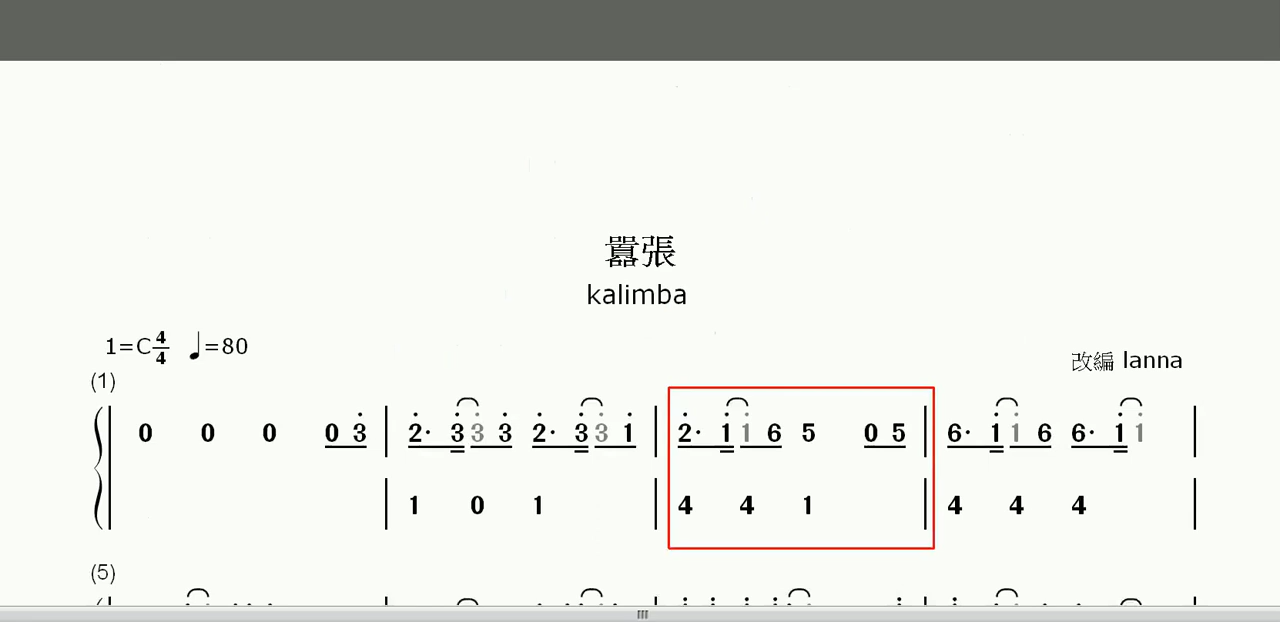 囂張
kalimba
1=C 4/4 ♩=80
改編 lanna
(1)
0 0 0 0 3̇ | 2̇· 3̇ 3̇ 3̇ 2̇· 3̇ 3̇ 1̇ | 2̇· 1̇ 1̇ 6 5 0 5 | 6· 1̇ 1̇ 6 6· 1̇ 1̇ |
1 0 1 | 4 4 1 | 4 4 4 |
(5)